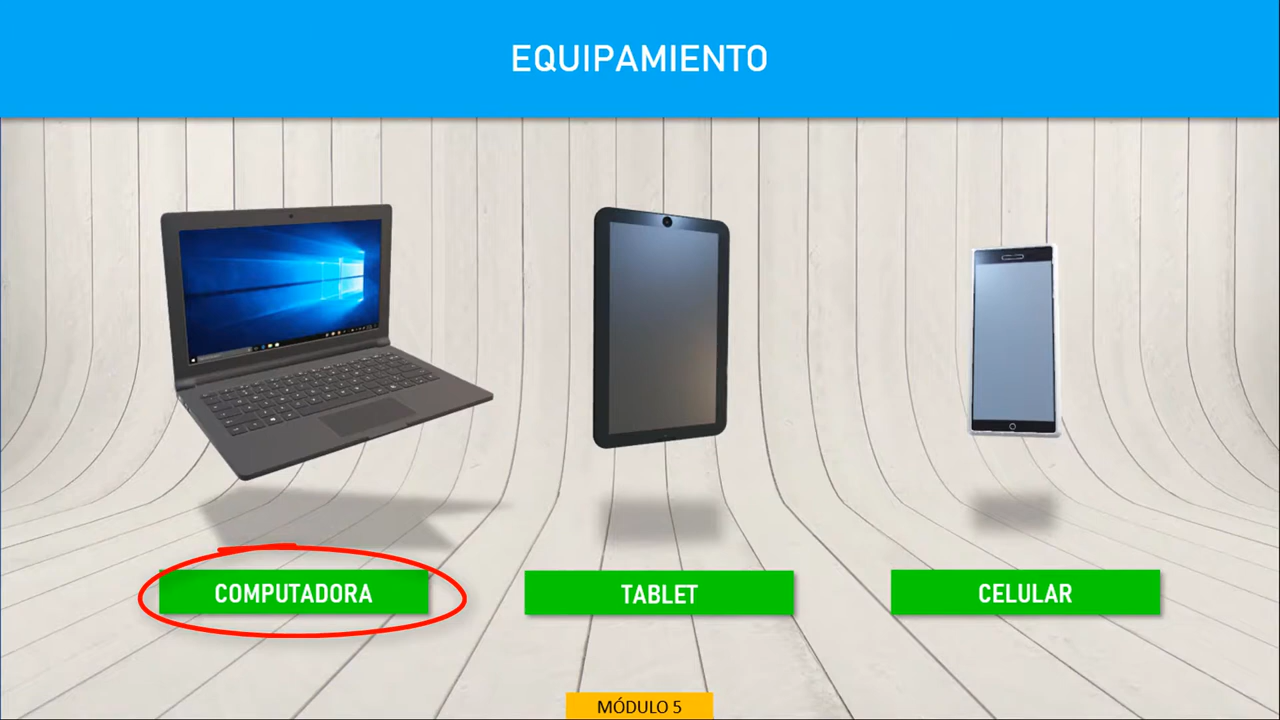 EQUIPAMIENTO
COMPUTADORA
TABLET
CELULAR
MÓDULO 5